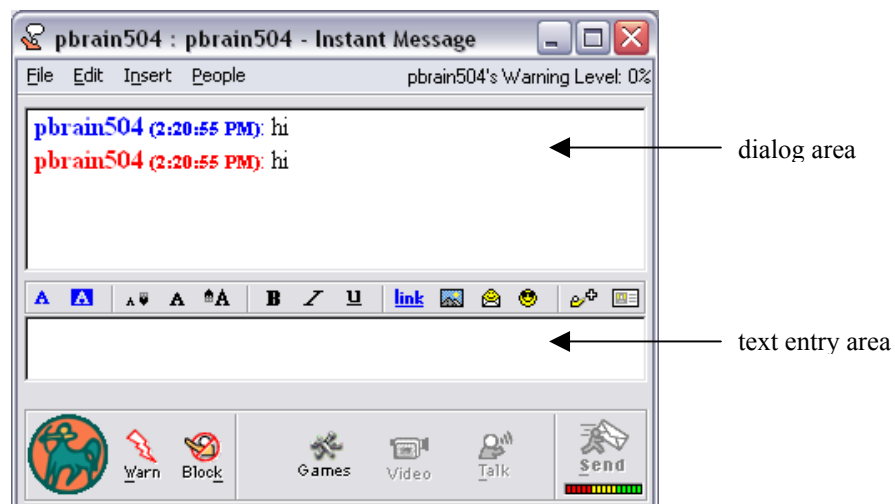 pbrain504 : pbrain504 - Instant Message
File Edit Insert People pbrain504's Warning Level: 0%
pbrain504 (2:20:55 PM): hi
pbrain504 (2:20:55 PM): hi
dialog area
A A A A A B I U link
text entry area
Warn Block Games Video Talk Send